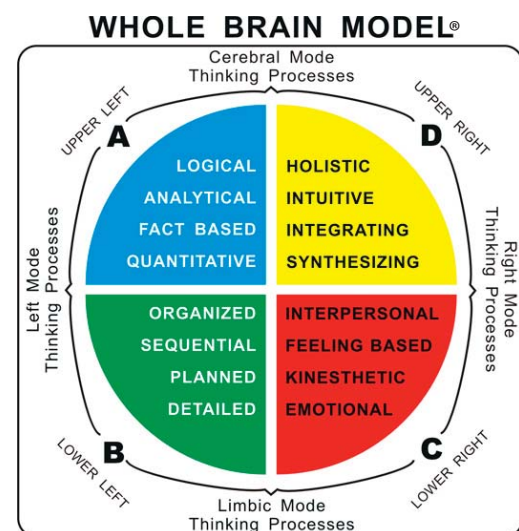 WHOLE BRAIN MODEL®
Cerebral Mode
Thinking Processes
UPPER LEFT
A
UPPER RIGHT
D
Left Mode
Thinking Processes
Right Mode
Thinking Processes
LOGICAL
ANALYTICAL
FACT BASED
QUANTITATIVE
HOLISTIC
INTUITIVE
INTEGRATING
SYNTHESIZING
ORGANIZED
SEQUENTIAL
PLANNED
DETAILED
INTERPERSONAL
FEELING BASED
KINESTHETIC
EMOTIONAL
B
LOWER LEFT
C
LOWER RIGHT
Limbic Mode
Thinking Processes